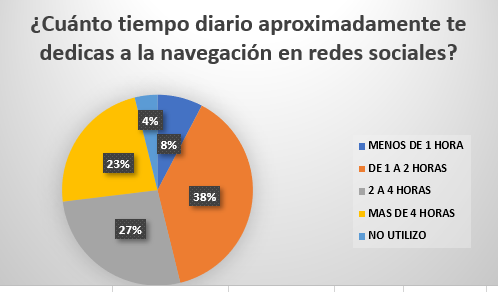 ¿Cuánto tiempo diario aproximadamente te
dedicas a la navegación en redes sociales?
4%
8%
23%
38%
27%
MENOS DE 1 HORA
DE 1 A 2 HORAS
2 A 4 HORAS
MAS DE 4 HORAS
NO UTILIZO